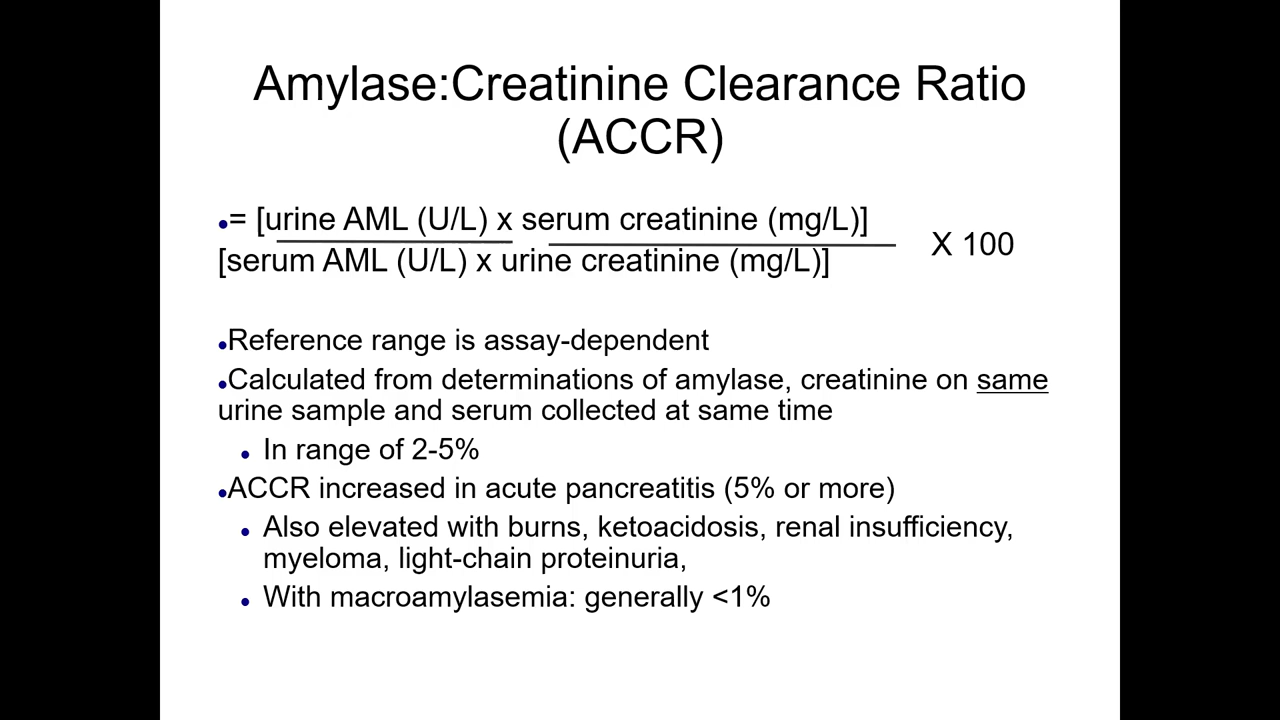 Amylase:Creatinine Clearance Ratio
(ACCR)
•= [urine AML (U/L) x serum creatinine (mg/L)]
X 100
[serum AML (U/L) x urine creatinine (mg/L)]
•Reference range is assay-dependent
•Calculated from determinations of amylase, creatinine on same
urine sample and serum collected at same time
• In range of 2-5%
•ACCR increased in acute pancreatitis (5% or more)
• Also elevated with burns, ketoacidosis, renal insufficiency,
myeloma, light-chain proteinuria,
• With macroamylasemia: generally <1%